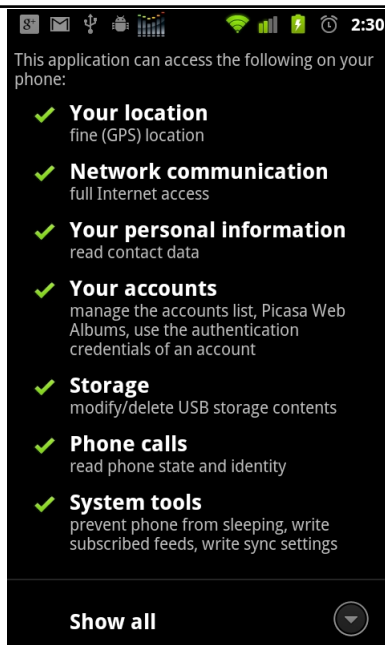 8+ 2:30
This application can access the following on your
phone:
Your location
fine (GPS) location
Network communication
full Internet access
Your personal information
read contact data
Your accounts
manage the accounts list, Picasa Web
Albums, use the authentication
credentials of an account
Storage
modify/delete USB storage contents
Phone calls
read phone state and identity
System tools
prevent phone from sleeping, write
subscribed feeds, write sync settings
Show all